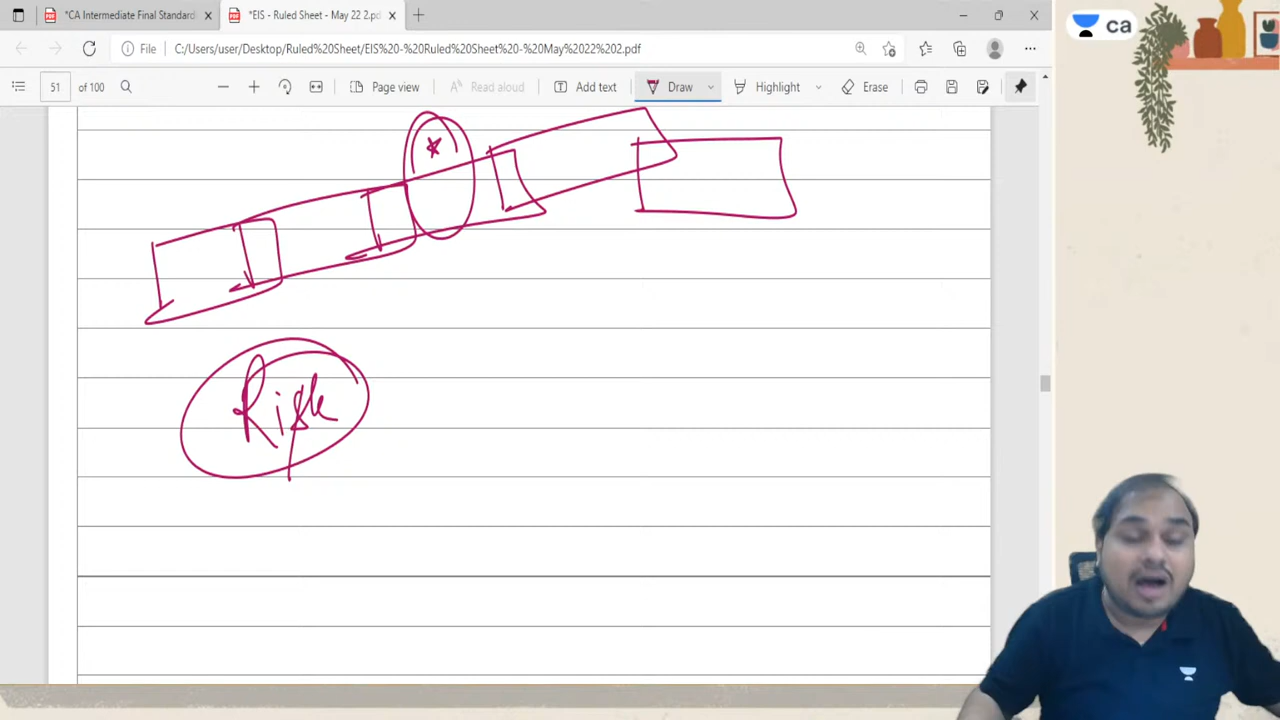 *CA Intermediate Final Standard
*EIS - Ruled Sheet - May 22 2.pd
ca
File
C:/Users/user/Desktop/Ruled%20Sheet/EIS%20-%20Ruled%20Sheet%20-%20May%2022%202.pdf
51 of 100
Page view
Read aloud
Add text
Draw
Highlight
Erase
Risk